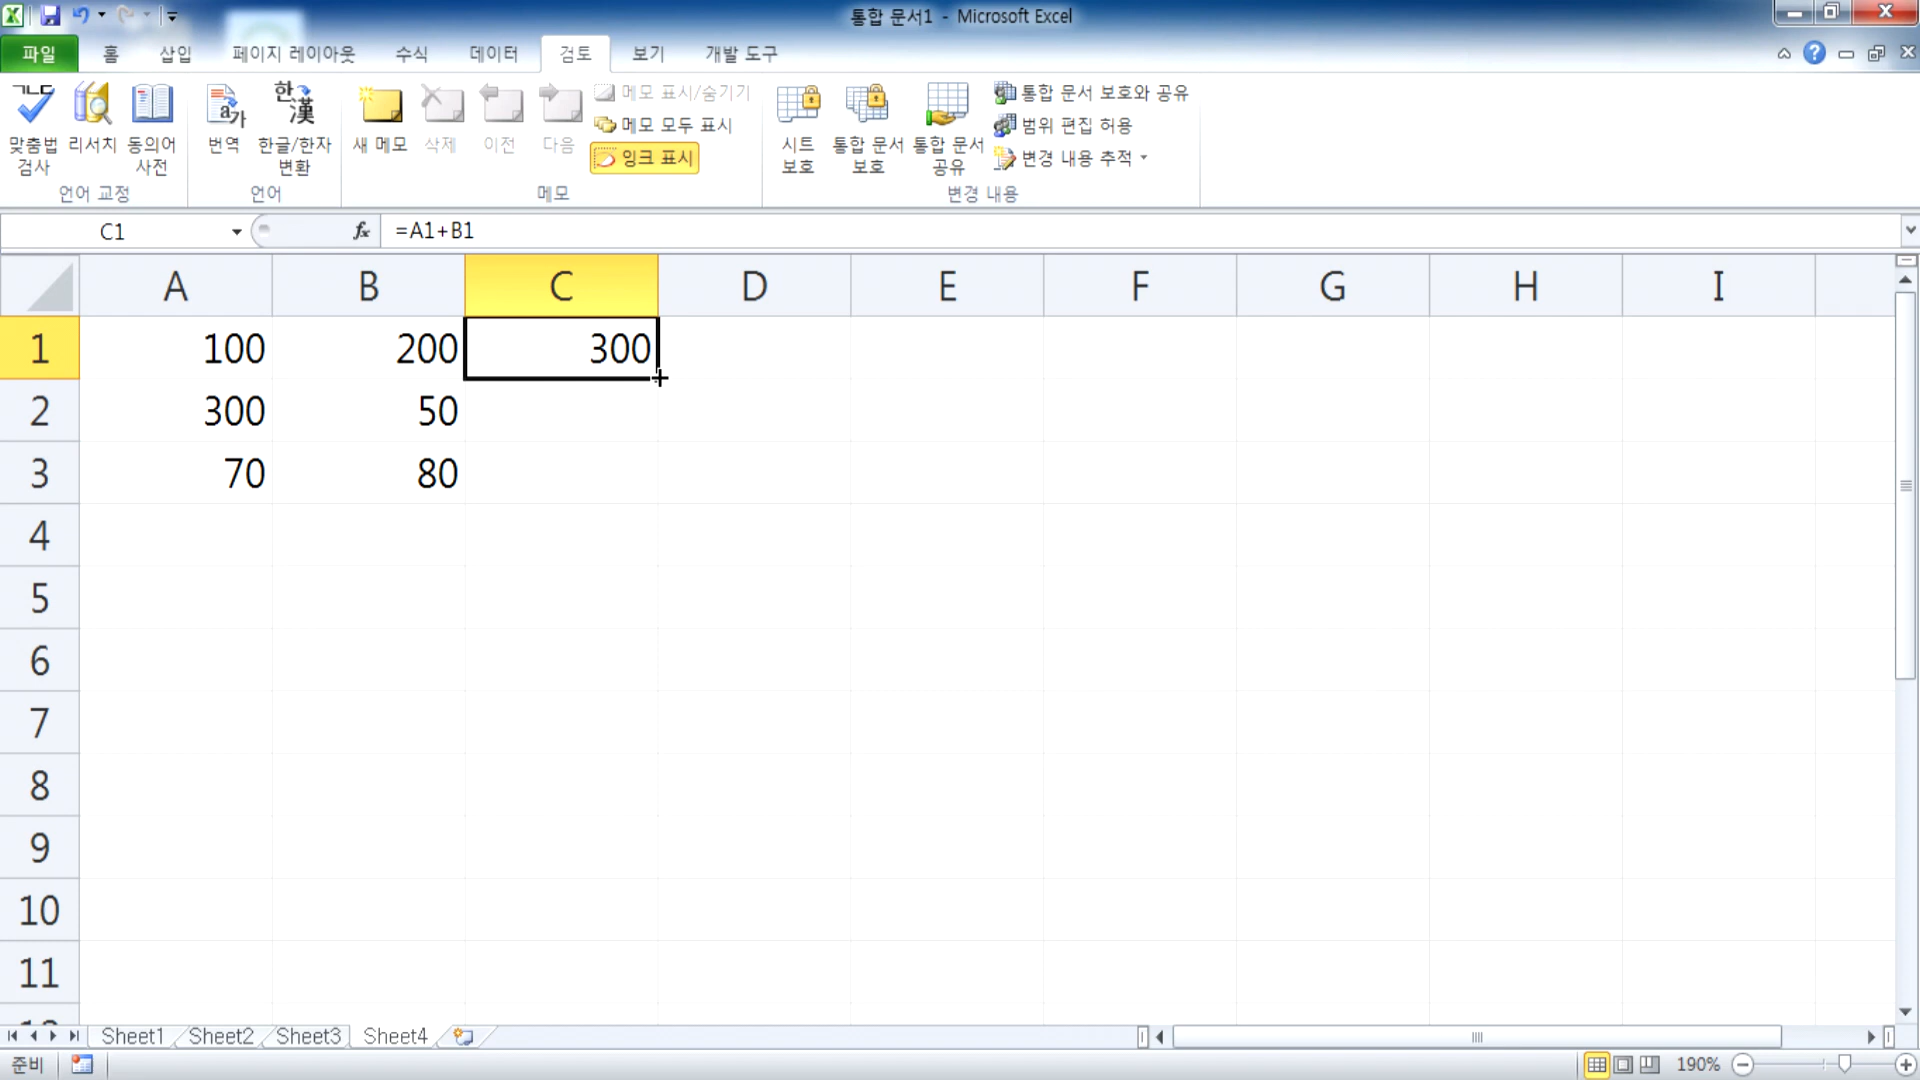 통합 문서1 - Microsoft Excel
파일 홈 삽입 페이지 레이아웃 수식 데이터 검토 보기 개발 도구
맞춤법 검사
리서치
동의어 사전
번역
한글/한자 변환
새 메모
삭제
이전
다음
메모 표시/숨기기
메모 모두 표시
잉크 표시
시트 보호
통합 문서 보호
통합 문서 공유
통합 문서 보호와 공유
범위 편집 허용
변경 내용 추적
언어 교정 언어 메모 변경 내용
C1 fx =A1+B1
A B C D E F G H I
1 100 200 300
2 300 50
3 70 80
4
5
6
7
8
9
10
11
Sheet1 Sheet2 Sheet3 Sheet4
준비 190%